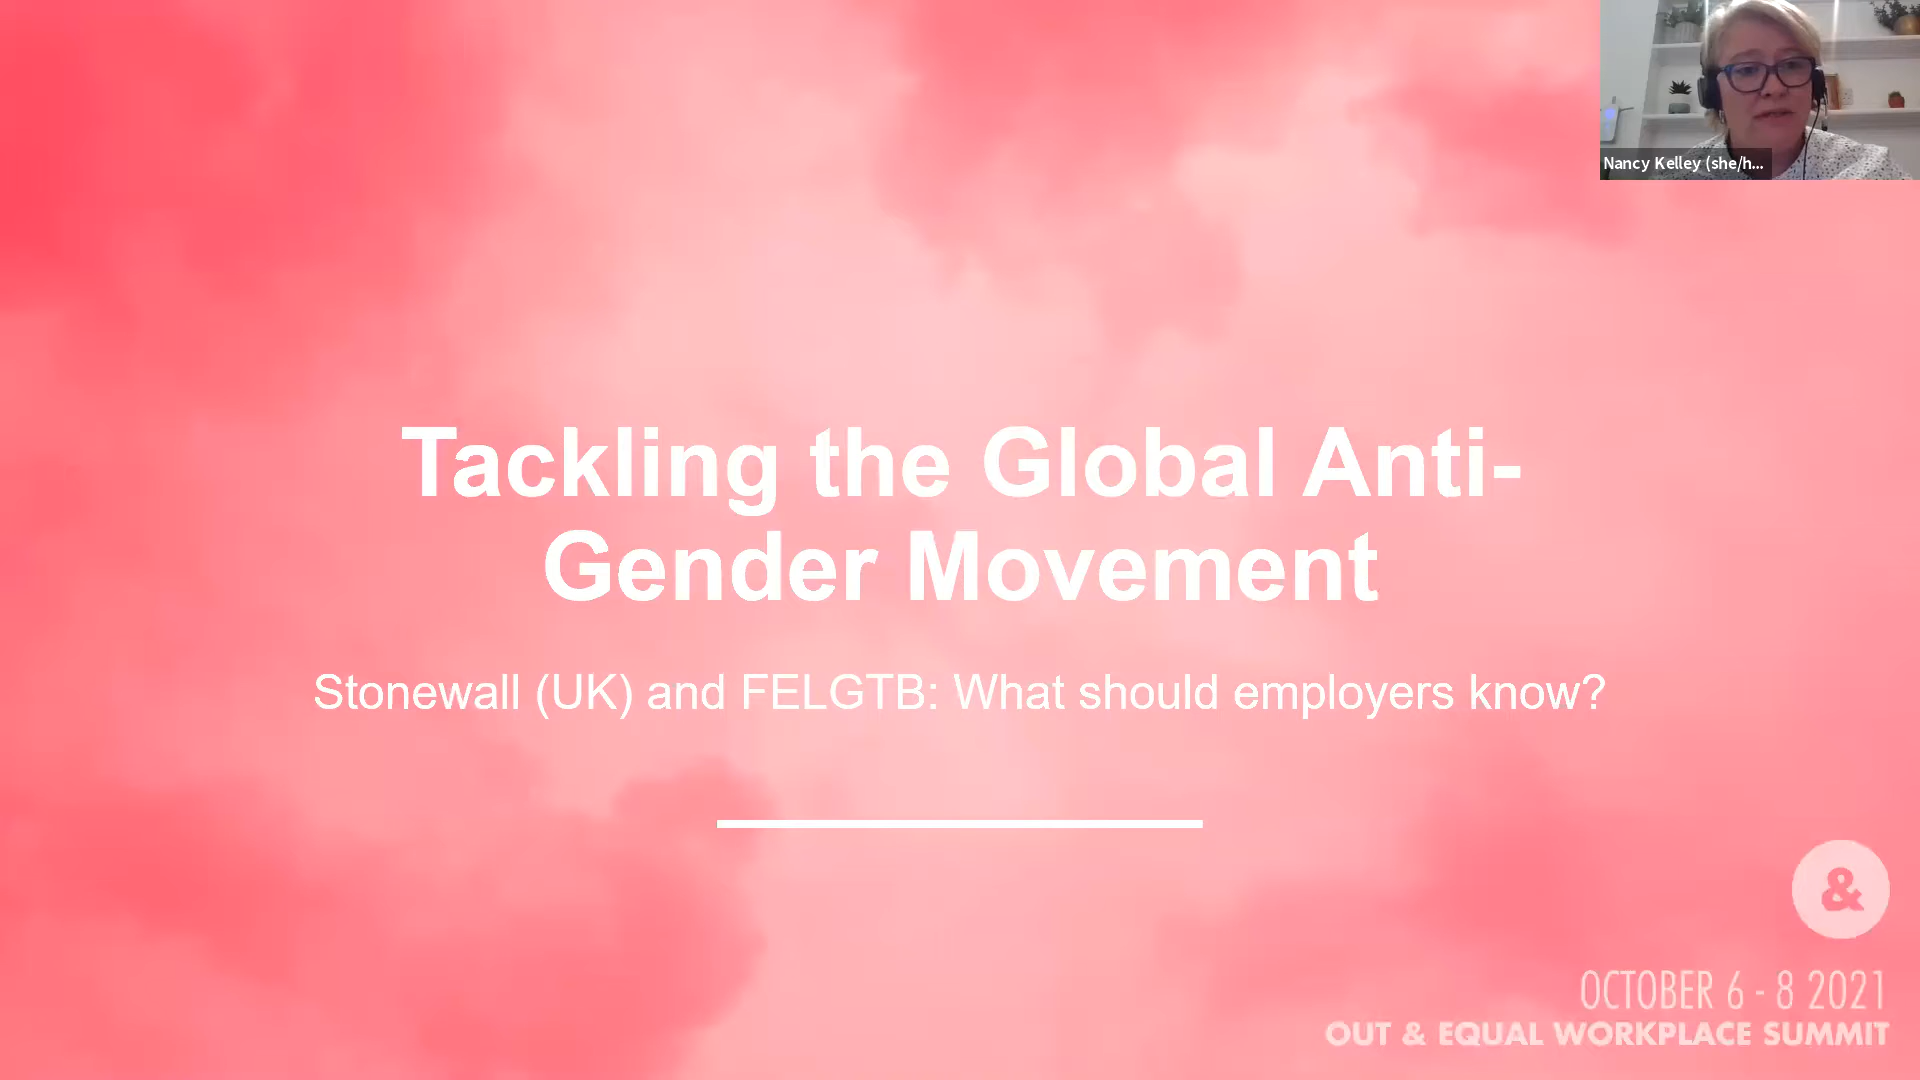 Nancy Kelley (she/h...
Tackling the Global Anti-
Gender Movement
Stonewall (UK) and FELGTB: What should employers know?
&
OCTOBER 6 - 8 2021
OUT & EQUAL WORKPLACE SUMMIT